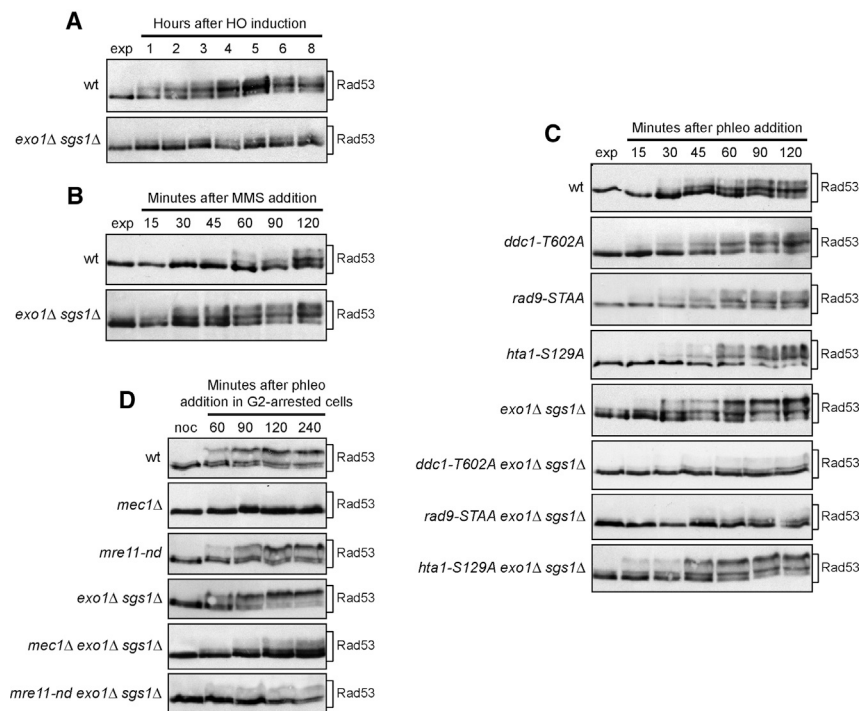 A
Hours after HO induction
exp 1 2 3 4 5 6 8
wt Rad53
exo1Δ sgs1Δ Rad53
B
Minutes after MMS addition
exp 15 30 45 60 90 120
wt Rad53
exo1Δ sgs1Δ Rad53
C
Minutes after phleo addition
exp 15 30 45 60 90 120
wt Rad53
ddc1-T602A Rad53
rad9-STAA Rad53
hta1-S129A Rad53
exo1Δ sgs1Δ Rad53
ddc1-T602A exo1Δ sgs1Δ Rad53
rad9-STAA exo1Δ sgs1Δ Rad53
hta1-S129A exo1Δ sgs1Δ Rad53
D
Minutes after phleo
addition in G2-arrested cells
noc 60 90 120 240
wt Rad53
mec1Δ Rad53
mre11-nd Rad53
exo1Δ sgs1Δ Rad53
mec1Δ exo1Δ sgs1Δ Rad53
mre11-nd exo1Δ sgs1Δ Rad53